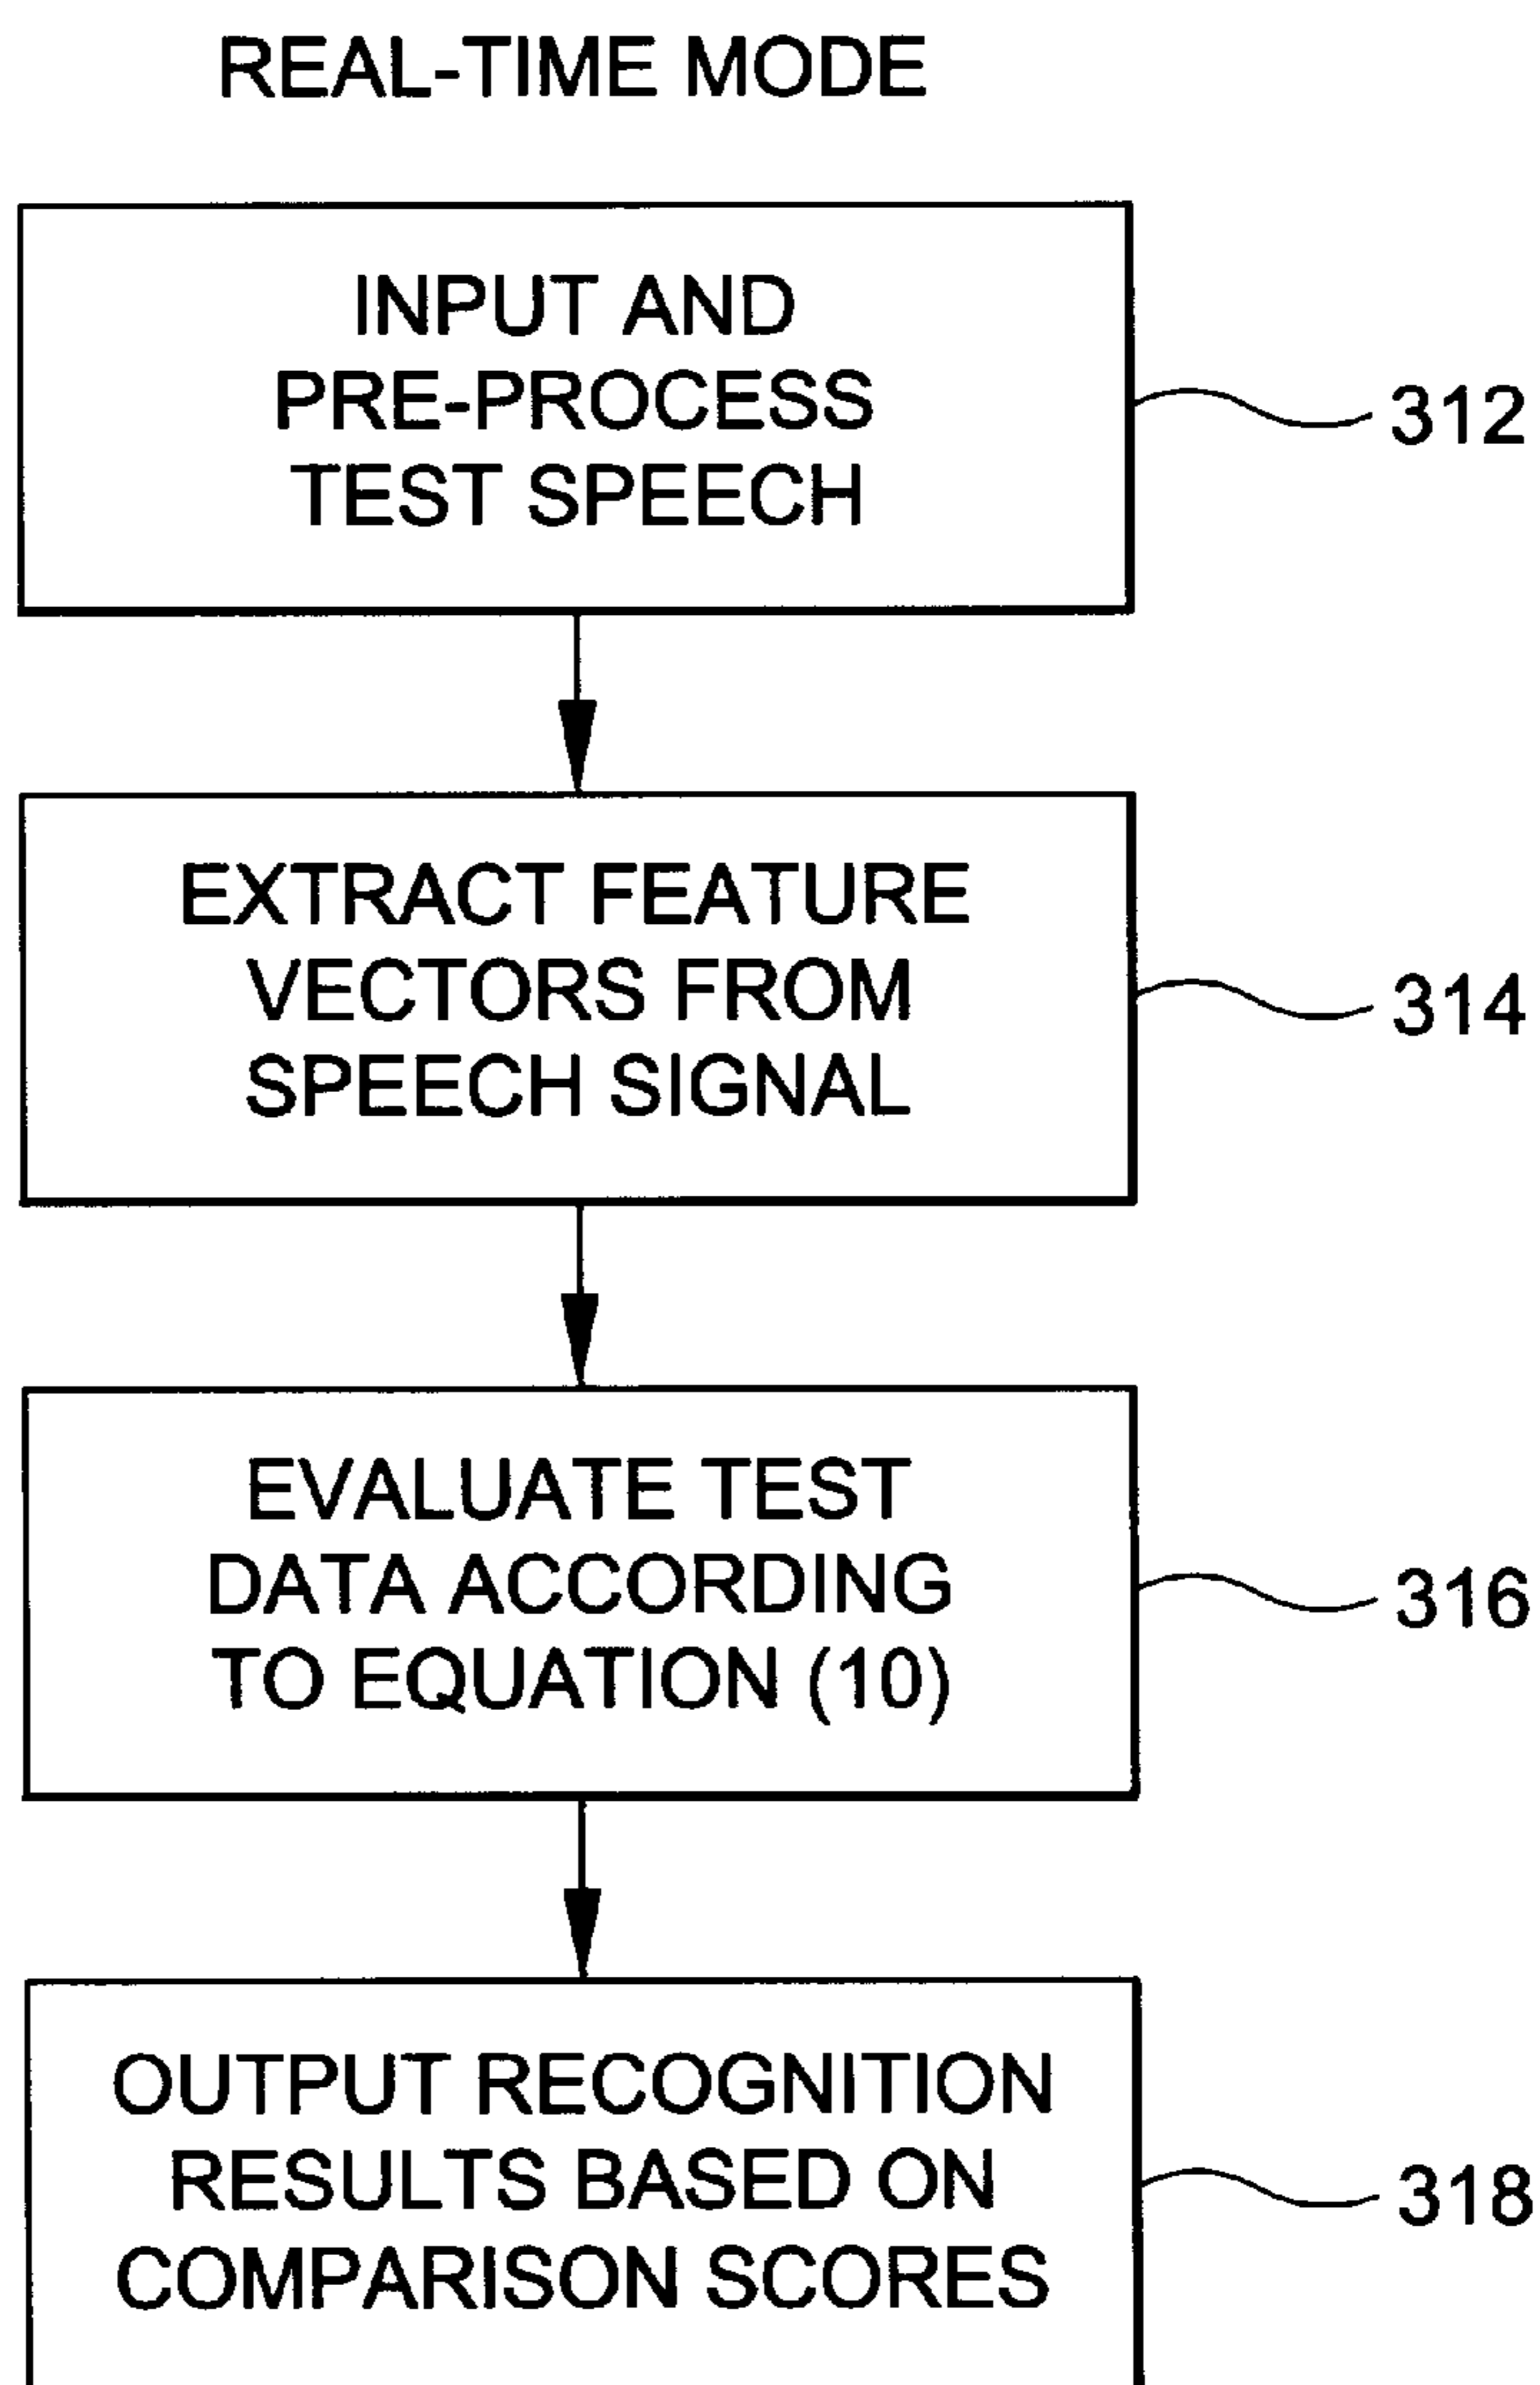 REAL-TIME MODE
INPUT AND
PRE-PROCESS
TEST SPEECH
312
EXTRACT FEATURE
VECTORS FROM
SPEECH SIGNAL
314
EVALUATE TEST
DATA ACCORDING
TO EQUATION (10)
316
OUTPUT RECOGNITION
RESULTS BASED ON
COMPARISON SCORES
318